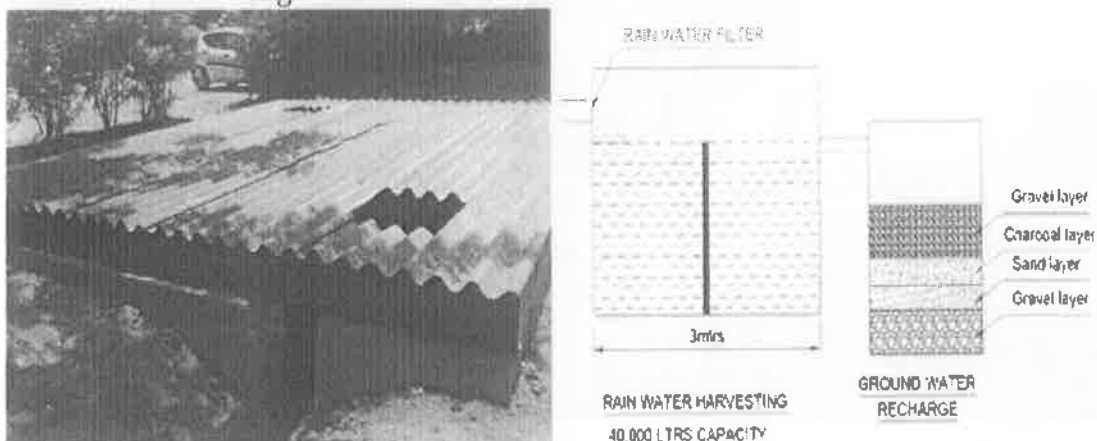 RAIN WATER FILTER
Gravel layer
Charcoal layer
Sand layer
Gravel layer
3mtrs
RAIN WATER HARVESTING
40,000 LTRS CAPACITY
GROUND WATER
RECHARGE